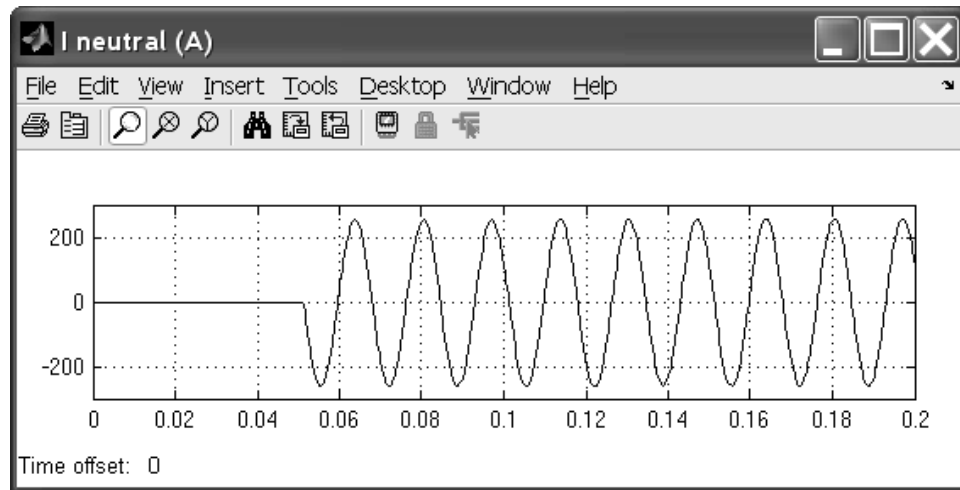 I neutral (A)
File Edit View Insert Tools Desktop Window Help
200
0
-200
0 0.02 0.04 0.06 0.08 0.1 0.12 0.14 0.16 0.18 0.2
Time offset: 0